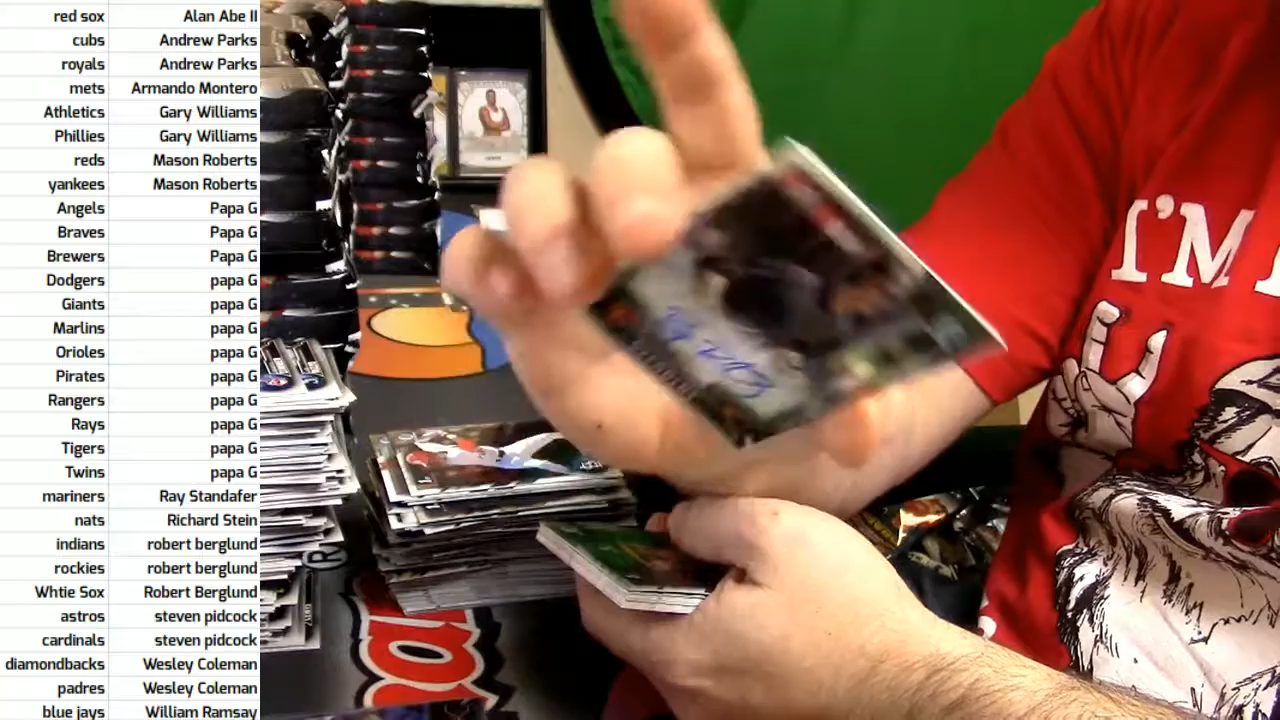 red sox Alan Abe II
cubs Andrew Parks
royals Andrew Parks
mets Armando Montero
Athletics Gary Williams
Phillies Gary Williams
reds Mason Roberts
yankees Mason Roberts
Angels Papa G
Braves Papa G
Brewers Papa G
Dodgers papa G
Giants papa G
Marlins papa G
Orioles papa G
Pirates papa G
Rangers papa G
Rays papa G
Tigers papa G
Twins papa G
mariners Ray Standafer
nats Richard Stein
indians robert berglund
rockies robert berglund
Whtie Sox Robert Berglund
astros steven pidcock
cardinals steven pidcock
diamondbacks Wesley Coleman
padres Wesley Coleman
blue jays William Ramsay
I'M